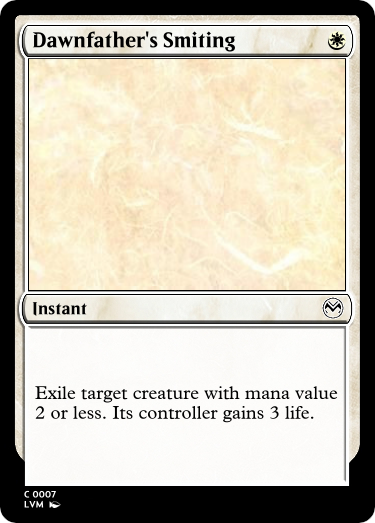 Dawnfather's Smiting
Instant
Exile target creature with mana value
2 or less. Its controller gains 3 life.
C 0007
LVM